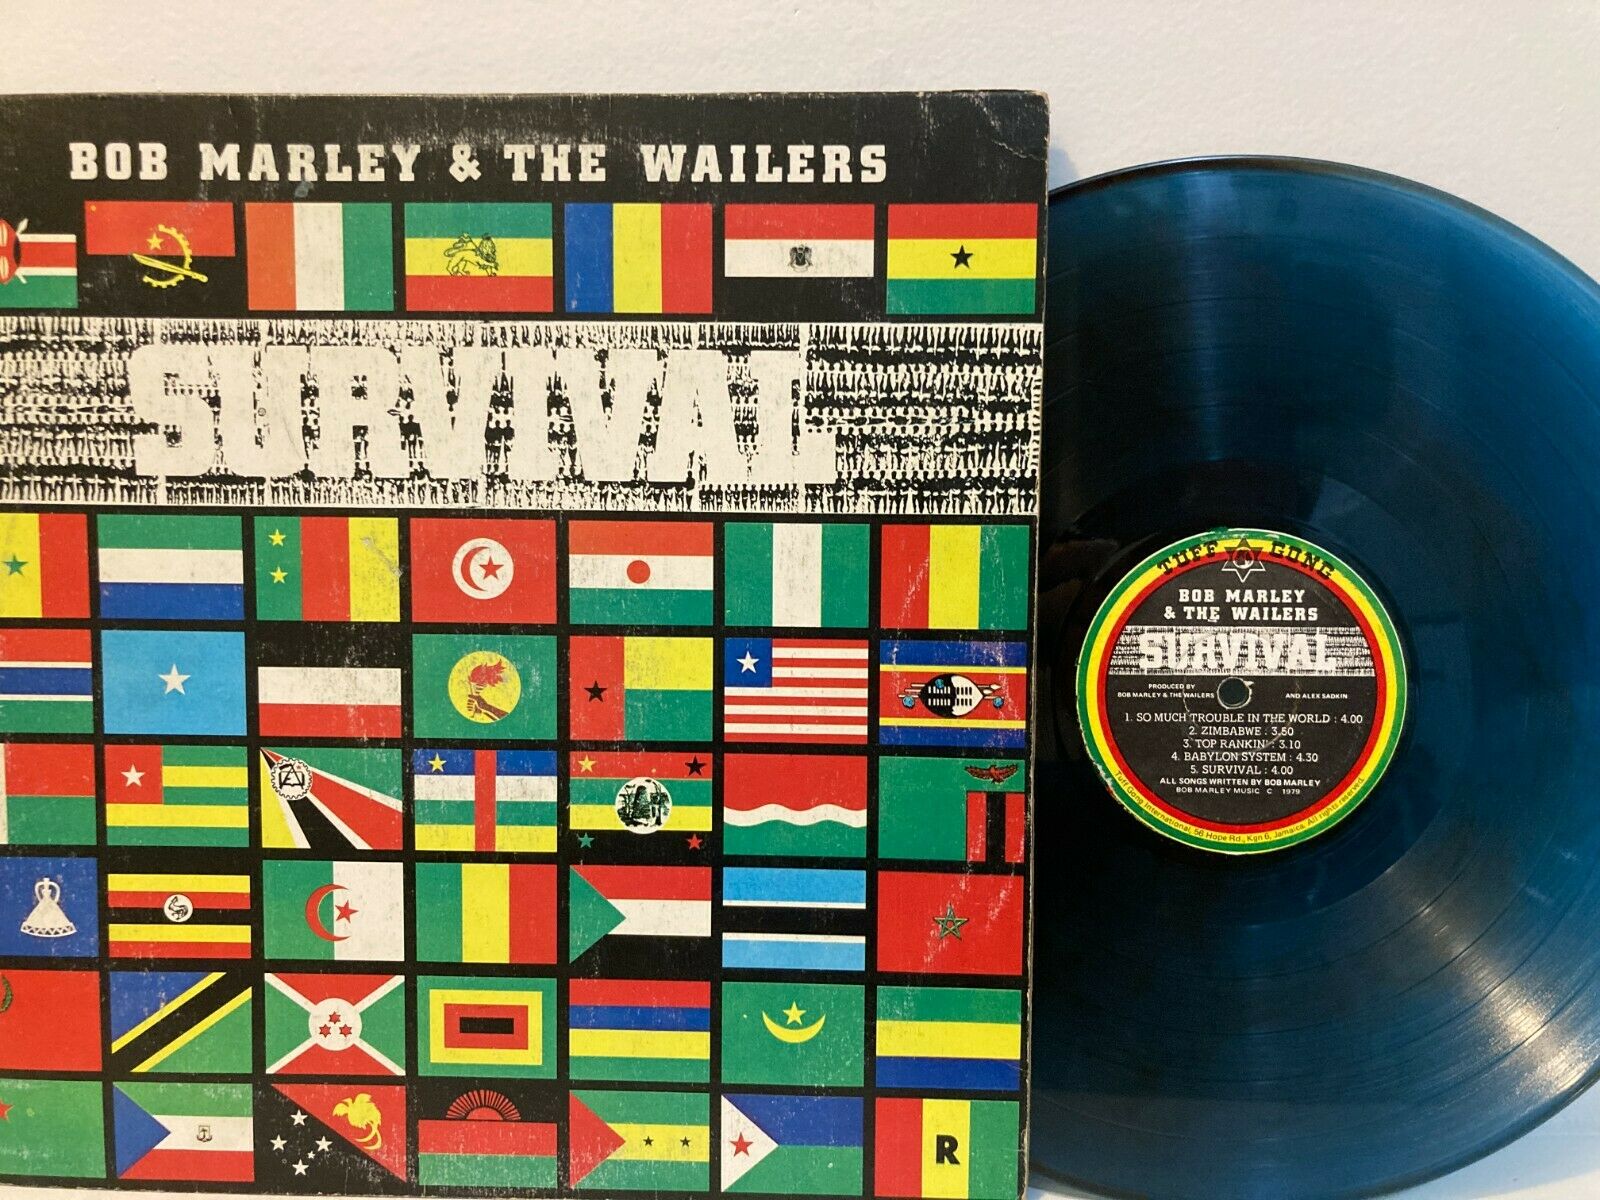 BOB MARLEY & THE WAILERS
SURVIVAL
R
TUFF GONG
BOB MARLEY
& THE WAILERS
SURVIVAL
PRODUCED BY
BOB MARLEY & THE WAILERS AND ALEX SADKIN
1. SO MUCH TROUBLE IN THE WORLD : 4.00
2. ZIMBABWE : 3.50
3. TOP RANKIN' : 3.10
4. BABYLON SYSTEM : 4.30
5. SURVIVAL : 4.00
ALL SONGS WRITTEN BY BOB MARLEY
BOB MARLEY MUSIC C 1979
Tuff Gong International, 56 Hope Rd., Kgn 6, Jamaica. All rights reserved.